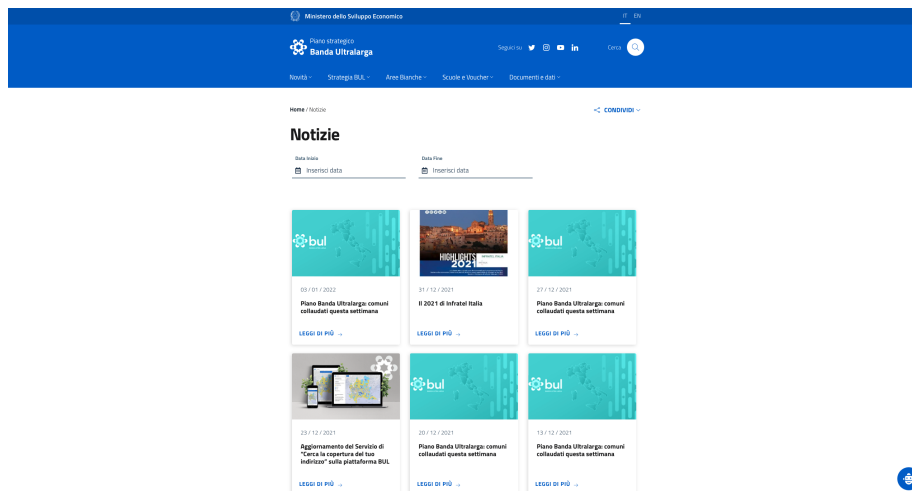 Ministero dello Sviluppo Economico
IT EN
Piano strategico
Banda Ultralarga
Seguici su
Cerca
Novità
Strategia BUL
Aree Bianche
Scuole e Voucher
Documenti e dati
Home / Notizie
CONDIVIDI
Notizie
Data Inizio
Data Fine
Inserisci data
Inserisci data
bul
HIGHLIGHTS
2021
INFRATEL ITALIA
bul
03 / 01 / 2022
31 / 12 / 2021
27 / 12 / 2021
Piano Banda Ultralarga: comuni
collaudati questa settimana
Il 2021 di Infratel Italia
Piano Banda Ultralarga: comuni
collaudati questa settimana
LEGGI DI PIÙ →
LEGGI DI PIÙ →
LEGGI DI PIÙ →
bul
bul
23 / 12 / 2021
20 / 12 / 2021
13 / 12 / 2021
Aggiornamento del Servizio di
"Cerca la copertura del tuo
indirizzo" sulla piattaforma BUL
Piano Banda Ultralarga: comuni
collaudati questa settimana
Piano Banda Ultralarga: comuni
collaudati questa settimana
LEGGI DI PIÙ →
LEGGI DI PIÙ →
LEGGI DI PIÙ →